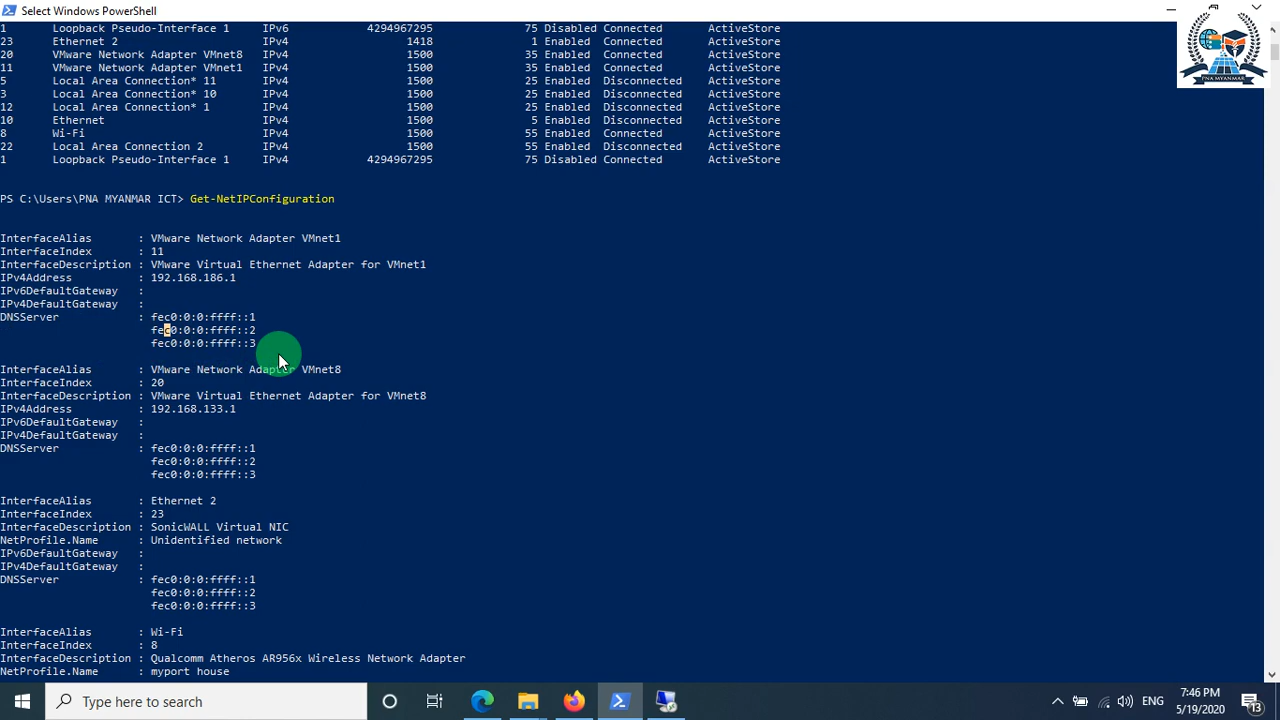 Select Windows PowerShell
1 Loopback Pseudo-Interface 1 IPv6 4294967295 75 Disabled Connected ActiveStore
23 Ethernet 2 IPv4 1418 1 Enabled Connected ActiveStore
20 VMware Network Adapter VMnet8 IPv4 1500 35 Enabled Connected ActiveStore
11 VMware Network Adapter VMnet1 IPv4 1500 35 Enabled Connected ActiveStore
5 Local Area Connection* 11 IPv4 1500 25 Enabled Disconnected ActiveStore
3 Local Area Connection* 10 IPv4 1500 25 Enabled Disconnected ActiveStore
12 Local Area Connection* 1 IPv4 1500 25 Enabled Disconnected ActiveStore
10 Ethernet IPv4 1500 5 Enabled Disconnected ActiveStore
8 Wi-Fi IPv4 1500 55 Enabled Connected ActiveStore
22 Local Area Connection 2 IPv4 1500 55 Enabled Disconnected ActiveStore
1 Loopback Pseudo-Interface 1 IPv4 4294967295 75 Disabled Connected ActiveStore
PS C:\Users\PNA MYANMAR ICT> Get-NetIPConfiguration
InterfaceAlias : VMware Network Adapter VMnet1
InterfaceIndex : 11
InterfaceDescription : VMware Virtual Ethernet Adapter for VMnet1
IPv4Address : 192.168.186.1
IPv6DefaultGateway :
IPv4DefaultGateway :
DNSServer : fec0:0:0:ffff::1
fec0:0:0:ffff::2
fec0:0:0:ffff::3
InterfaceAlias : VMware Network Adapter VMnet8
InterfaceIndex : 20
InterfaceDescription : VMware Virtual Ethernet Adapter for VMnet8
IPv4Address : 192.168.133.1
IPv6DefaultGateway :
IPv4DefaultGateway :
DNSServer : fec0:0:0:ffff::1
fec0:0:0:ffff::2
fec0:0:0:ffff::3
InterfaceAlias : Ethernet 2
InterfaceIndex : 23
InterfaceDescription : SonicWALL Virtual NIC
NetProfile.Name : Unidentified network
IPv6DefaultGateway :
IPv4DefaultGateway :
DNSServer : fec0:0:0:ffff::1
fec0:0:0:ffff::2
fec0:0:0:ffff::3
InterfaceAlias : Wi-Fi
InterfaceIndex : 8
InterfaceDescription : Qualcomm Atheros AR956x Wireless Network Adapter
NetProfile.Name : myport house
PNA MYANMAR
Type here to search
ENG
7:46 PM
5/19/2020
13